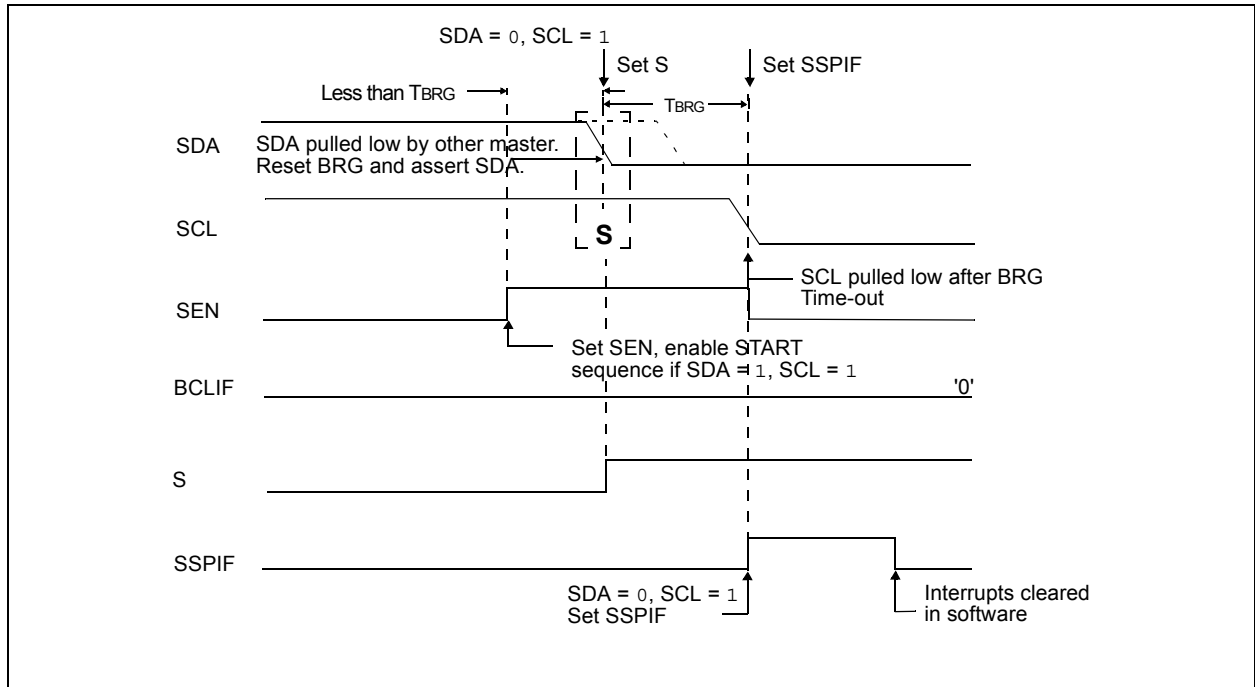 SDA = 0, SCL = 1
Set S
Set SSPIF
Less than TBRG
TBRG
SDA
SDA pulled low by other master.
Reset BRG and assert SDA.
SCL
S
SCL pulled low after BRG
Time-out
SEN
Set SEN, enable START
sequence if SDA = 1, SCL = 1
BCLIF
'0'
S
SSPIF
SDA = 0, SCL = 1
Set SSPIF
Interrupts cleared
in software